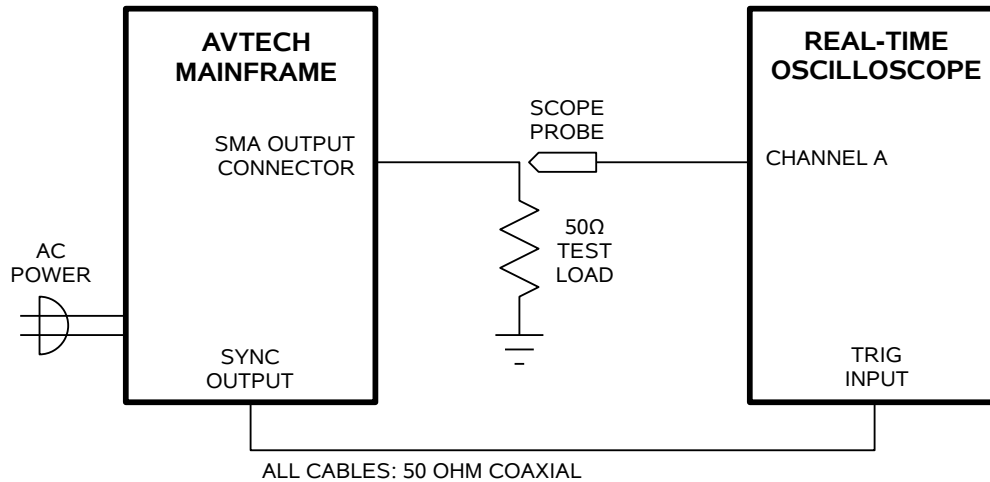 AVTECH
MAINFRAME
REAL-TIME
OSCILLOSCOPE
SCOPE
PROBE
SMA OUTPUT
CONNECTOR
CHANNEL A
50Ω
TEST
LOAD
AC
POWER
SYNC
OUTPUT
TRIG
INPUT
ALL CABLES: 50 OHM COAXIAL